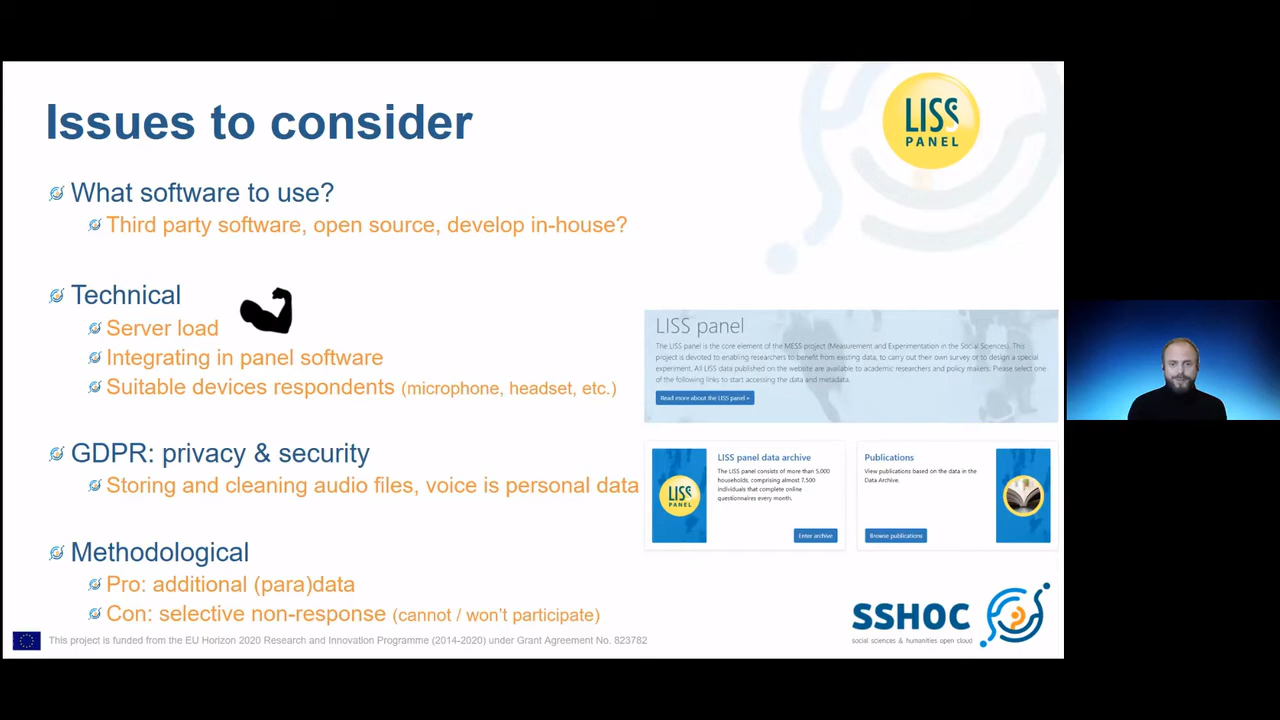 Issues to consider
LISS
PANEL
What software to use?
Third party software, open source, develop in-house?
Technical
Server load
Integrating in panel software
Suitable devices respondents (microphone, headset, etc.)
GDPR: privacy & security
Storing and cleaning audio files, voice is personal data
Methodological
Pro: additional (para)data
Con: selective non-response (cannot / won't participate)
This project is funded from the EU Horizon 2020 Research and Innovation Programme (2014-2020) under Grant Agreement No. 823782
LISS panel
The LISS panel is the core element of the MESS project (Measurement and Experimentation in the Social Sciences). This
project is devoted to enabling researchers to benefit from existing data, to carry out their own survey or to design a special
experiment. All LISS data published on the website are available to academic researchers and policy makers. Please select one
of the following links to start accessing the data and metadata.
Read more about the LISS panel »
LISS
PANEL
LISS panel data archive
The LISS panel consists of more than 5,000
households, comprising almost 7,500
individuals that complete online
questionnaires every month.
Enter archive
Publications
View publications based on the data in the
Data Archive.
Browse publications
SSHOC
social sciences & humanities open cloud